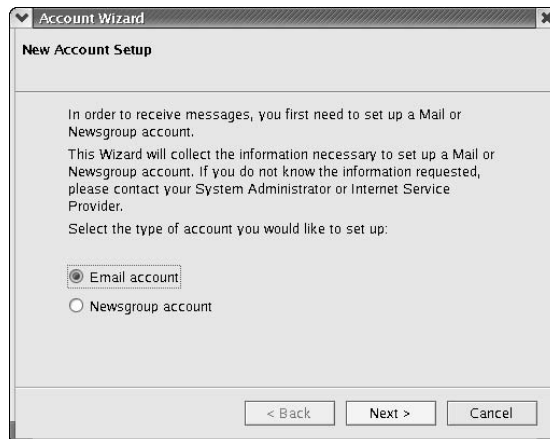 Account Wizard
New Account Setup
In order to receive messages, you first need to set up a Mail or
Newsgroup account.
This Wizard will collect the information necessary to set up a Mail or
Newsgroup account. If you do not know the information requested,
please contact your System Administrator or Internet Service
Provider.
Select the type of account you would like to set up:
Email account
Newsgroup account
< Back Next > Cancel